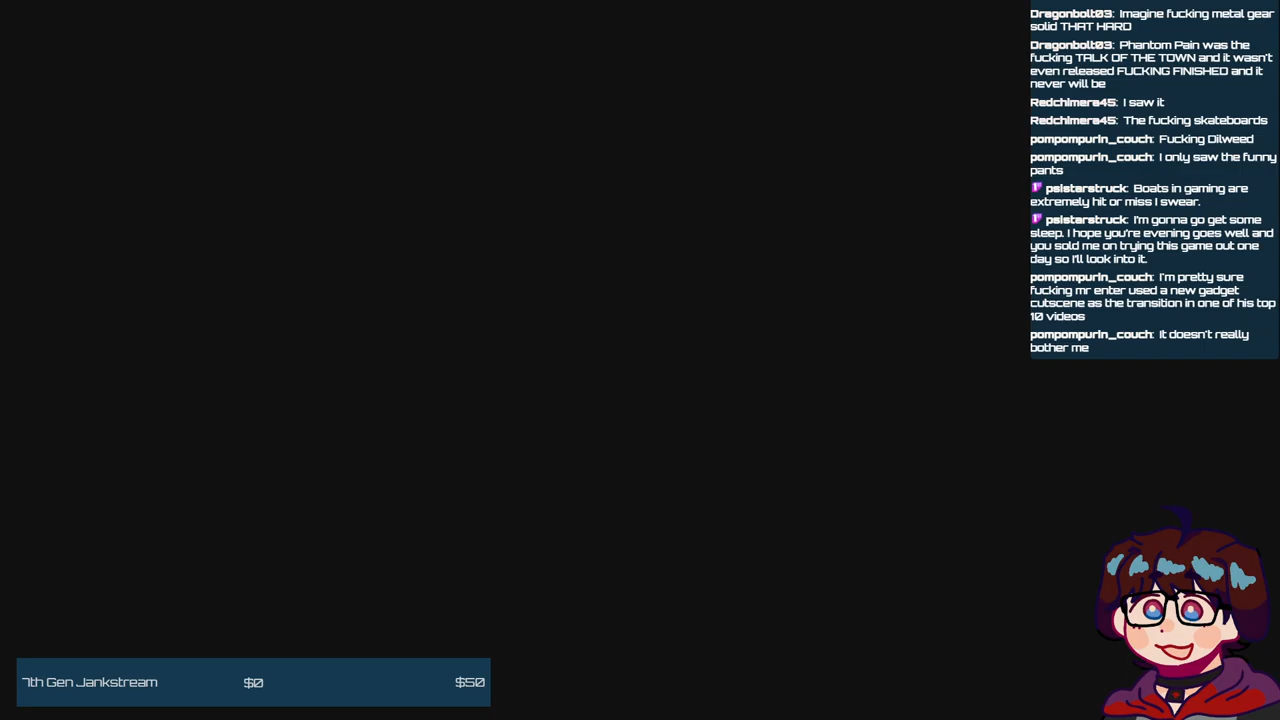 Dragonbolt03: Imagine fucking metal gear
solid THAT HARD
Dragonbolt03: Phantom Pain was the
fucking TALK OF THE TOWN and it wasn't
even released FUCKING FINISHED and it
never will be
Redchimera45: I saw it
Redchimera45: The fucking skateboards
pompompurin_couch: Fucking Dilweed
pompompurin_couch: I only saw the funny
pants
psistarstruck: Boats in gaming are
extremely hit or miss I swear.
psistarstruck: I'm gonna go get some
sleep. I hope you're evening goes well and
you sold me on trying this game out one
day so I'll look into it.
pompompurin_couch: I'm pretty sure
fucking mr enter used a new gadget
cutscene as the transition in one of his top
10 videos
pompompurin_couch: It doesn't really
bother me
7th Gen Jankstream $0 $50